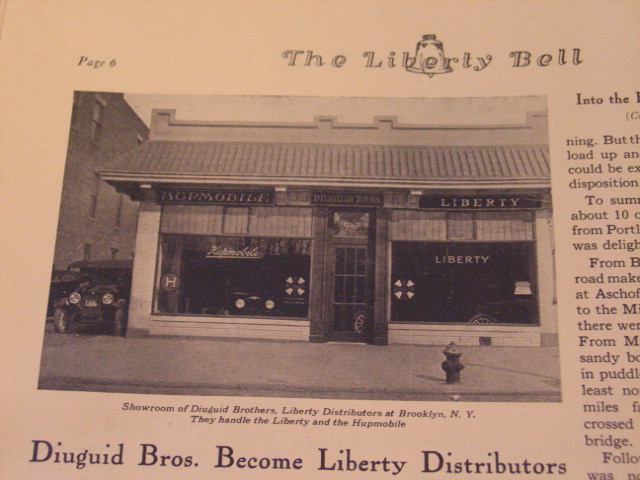 Page 6
The Liberty Bell
HUPMOBILE
DIUGUID BROS.
LIBERTY
Hupmobile
H
LIBERTY
Showroom of Diuguid Brothers, Liberty Distributors at Brooklyn, N. Y.
They handle the Liberty and the Hupmobile
Diuguid Bros. Become Liberty Distributors
Into the
ning. But th
load up an
could be ex
disposition
To sum
about 10 o
from Portl
was deligh
From B
road make
at Aschof
to the Mi
there wer
From M
sandy bo
in puddl
least no
miles f
crossed
bridge.
Follo
was ne